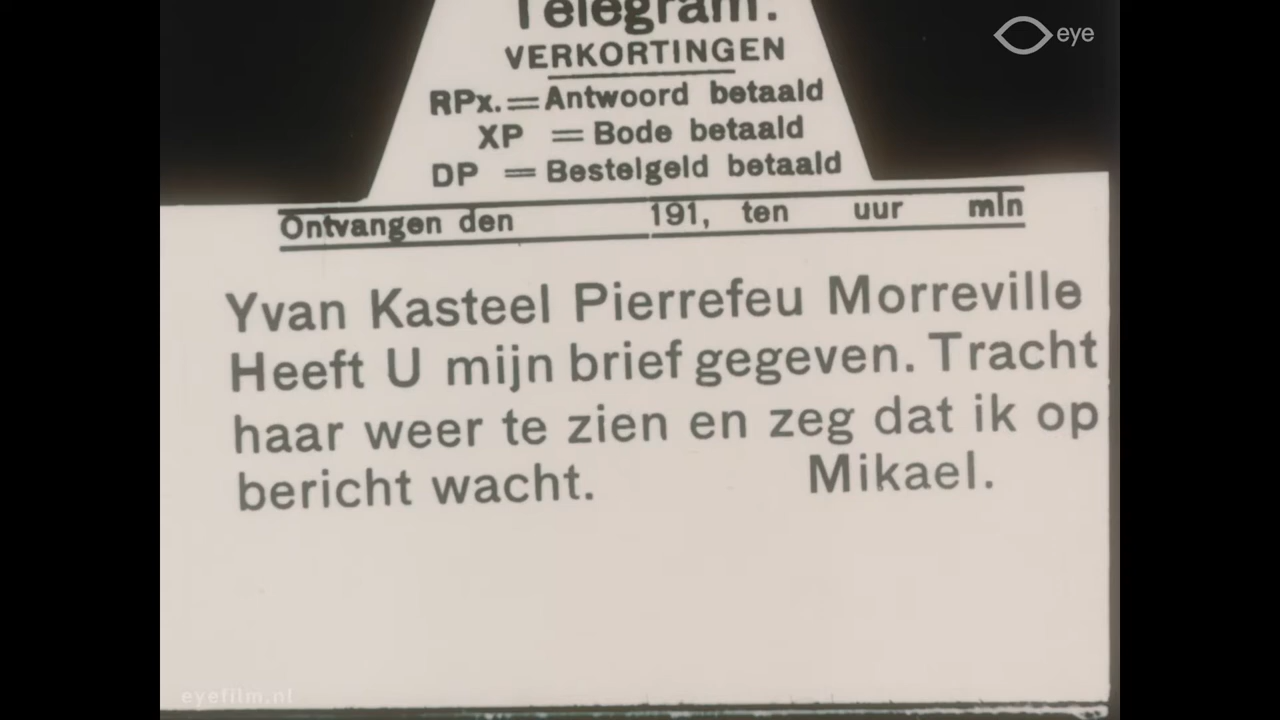 Telegram.
eye
VERKORTINGEN
RPx. = Antwoord betaald
XP = Bode betaald
DP = Bestelgeld betaald
Ontvangen den 191, ten uur min
Yvan Kasteel Pierrefeu Morreville
Heeft U mijn brief gegeven. Tracht
haar weer te zien en zeg dat ik op
bericht wacht. Mikael.
eyefilm.nl